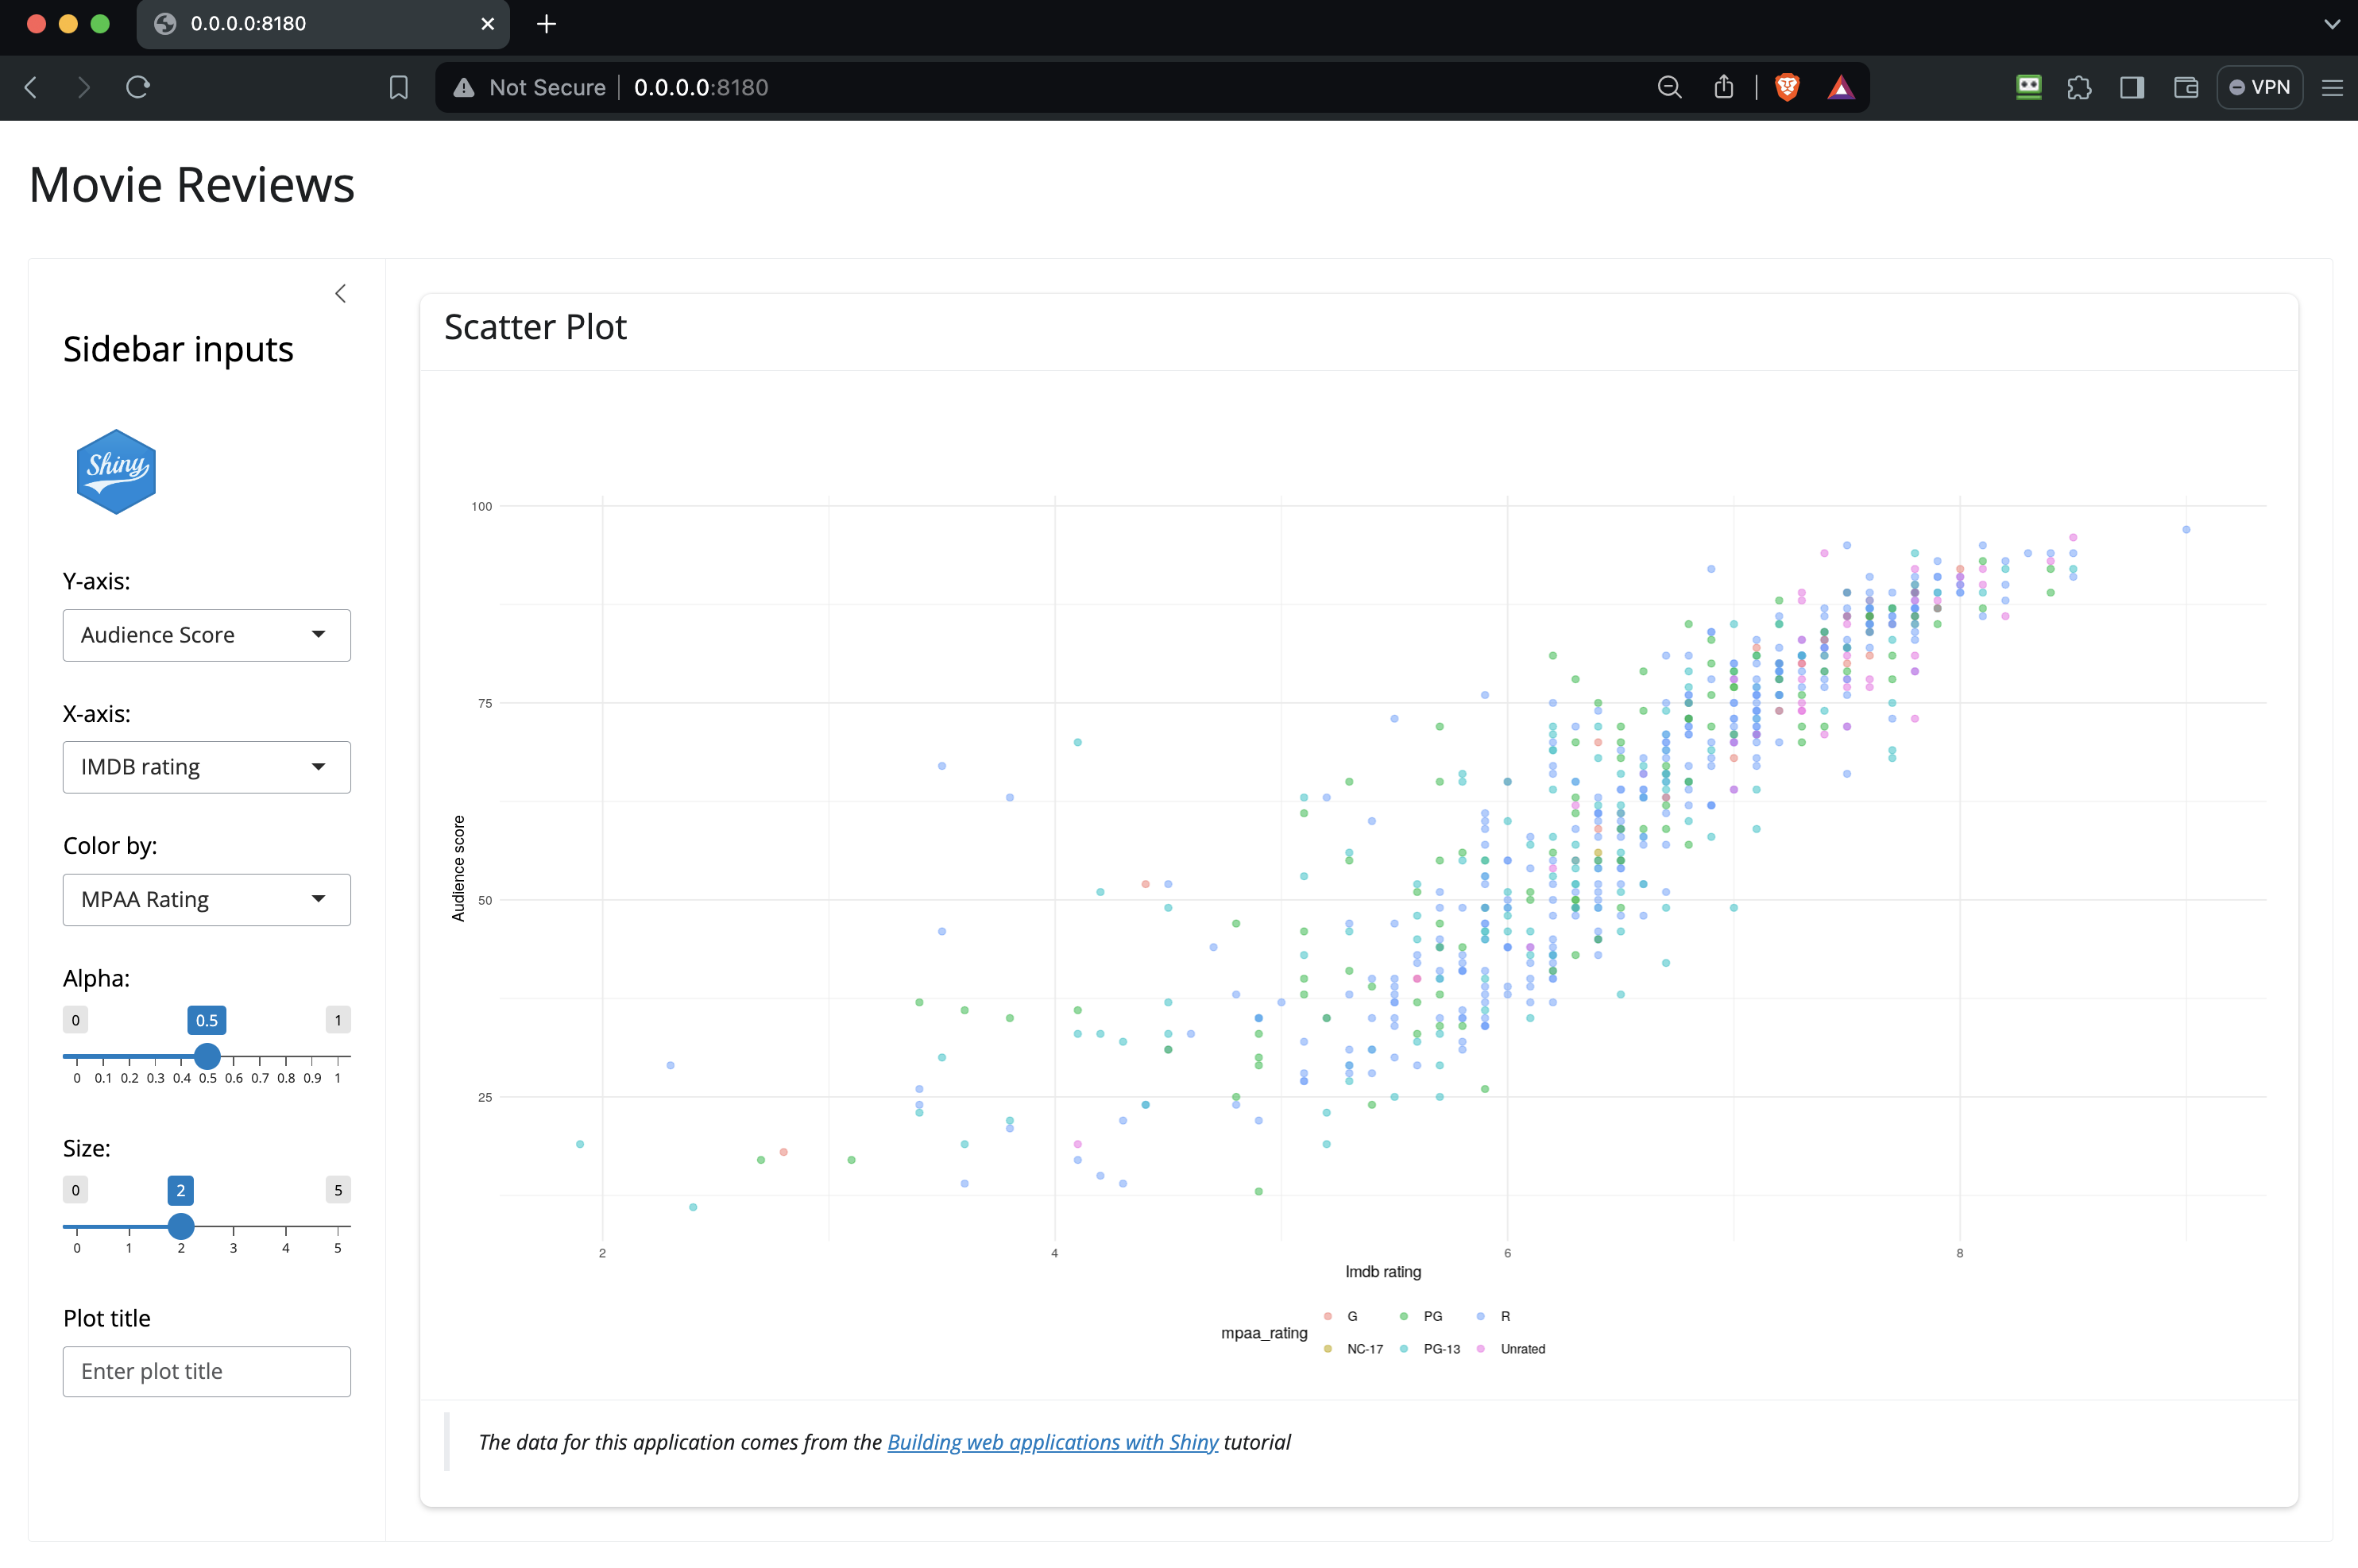 0.0.0.0:8180
Not Secure 0.0.0.0:8180
VPN
Movie Reviews
Sidebar inputs
Shiny
Y-axis:
Audience Score
X-axis:
IMDB rating
Color by:
MPAA Rating
Alpha:
0 0.5 1
0 0.1 0.2 0.3 0.4 0.5 0.6 0.7 0.8 0.9 1
Size:
0 2 5
0 1 2 3 4 5
Plot title
Enter plot title
Scatter Plot
100
75
50
25
Audience score
2 4 6 8
Imdb rating
mpaa_rating
G PG R
NC-17 PG-13 Unrated
The data for this application comes from the Building web applications with Shiny tutorial